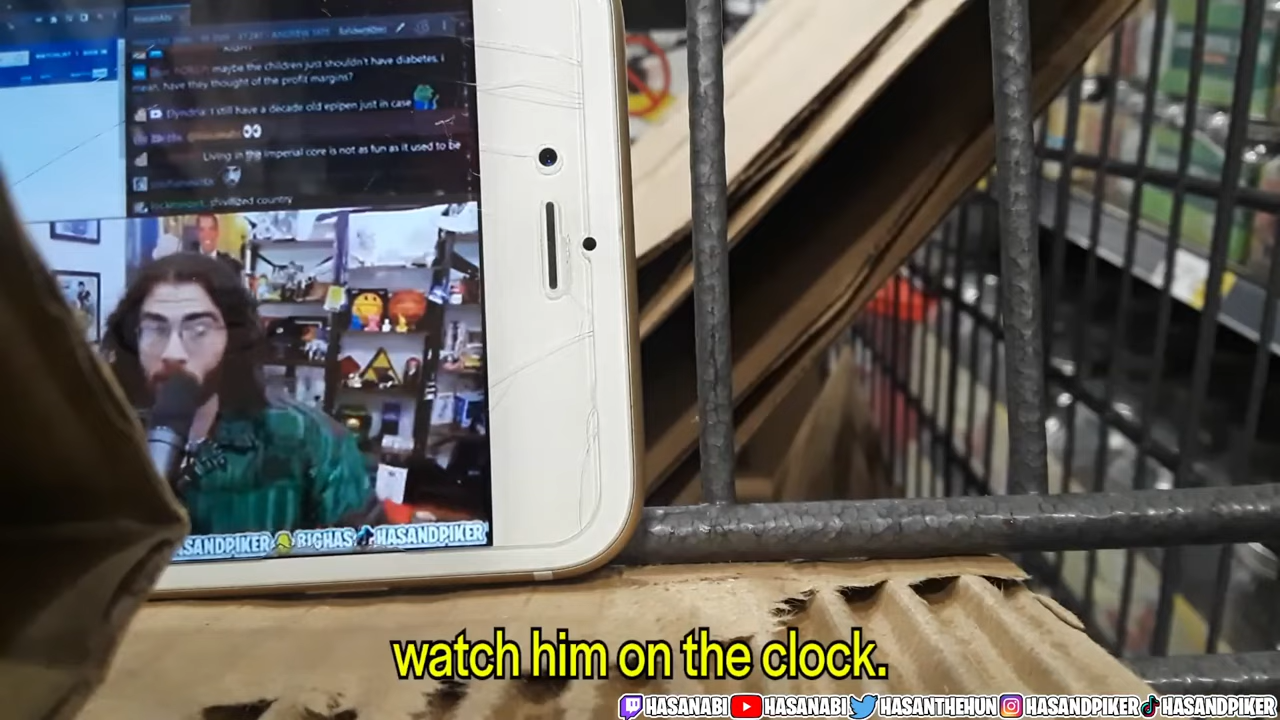 maybe the children just shouldn't have diabetes, i
mean, have they thought of the profit margins?
Elyndria: I still have a decade old epipen just in case
Living in the imperial core is not as fun as it used to be
shivilized country
HASANDPIKER BIGHAS HASANDPIKER
watch him on the clock.
HASANABI HASANABI HASANTHEHUN HASANDPIKER HASANDPIKER